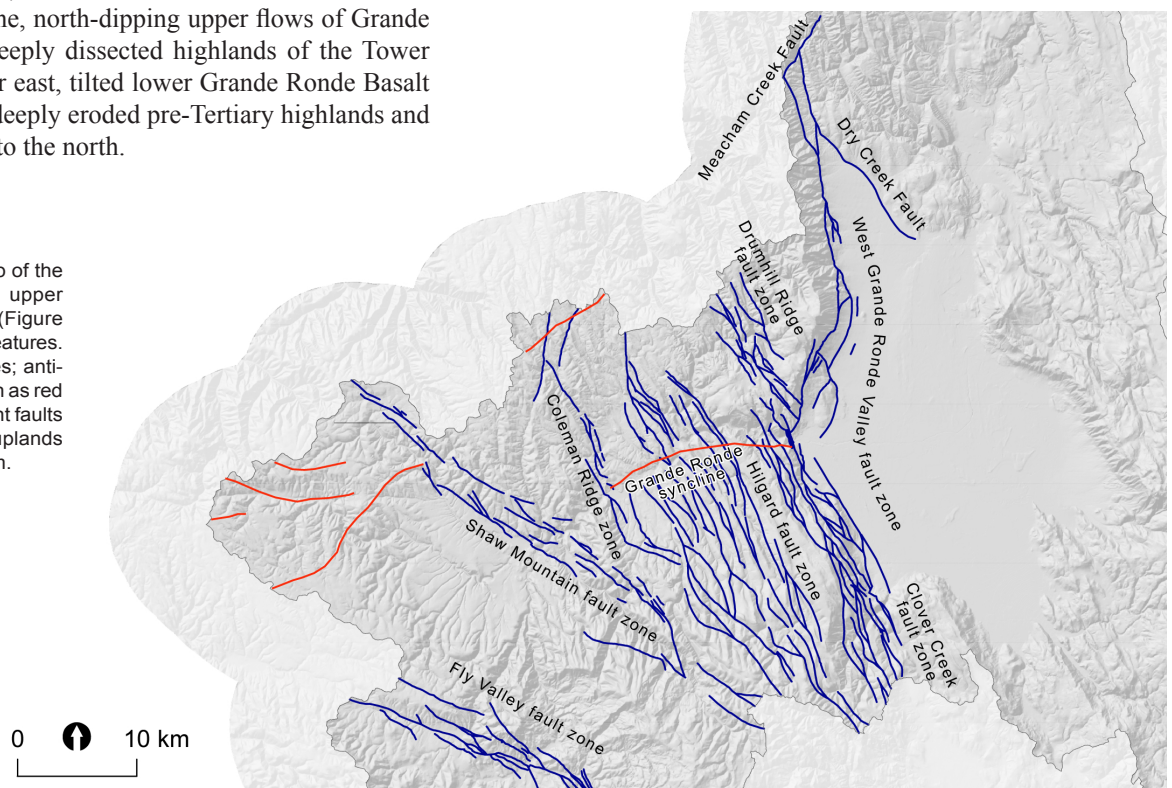 ne, north-dipping upper flows of Grande
eeply dissected highlands of the Tower
r east, tilted lower Grande Ronde Basalt
deeply eroded pre-Tertiary highlands and
to the north.
p of the
upper
(Figure
eatures.
es; anti-
n as red
nt faults
uplands
n.
Meacham Creek Fault
Dry Creek Fault
Drumhill Ridge
fault zone
West Grande Ronde Valley fault zone
Coleman Ridge zone
Grande Ronde
syncline
Hilgard fault zone
Shaw Mountain fault zone
Clover Creek
fault zone
Fly Valley fault zone
0 10 km